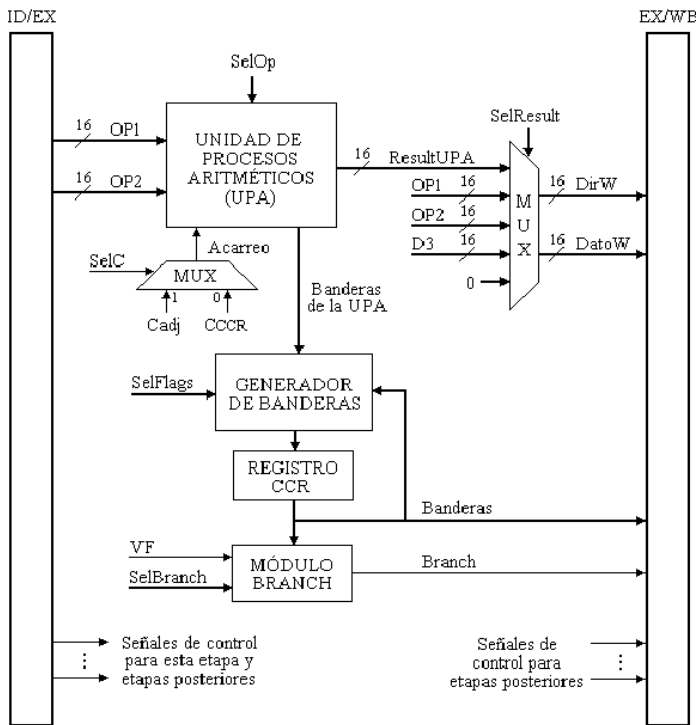 ID/EX
EX/WB
SelOp
16 OP1
16 OP2
UNIDAD DE
PROCESOS
ARITMÉTICOS
(UPA)
SelResult
16 ResultUPA
OP1 16
OP2 16
D3 16
0
M
U
X
16 DirW
16 DatoW
Acarreo
SelC
MUX
1 0
Cadj CCCR
Banderas
de la UPA
SelFlags
GENERADOR
DE BANDERAS
REGISTRO
CCR
Banderas
VF
SelBranch
MÓDULO
BRANCH
Branch
Señales de control
para esta etapa y
etapas posteriores
Señales de
control para
etapas posteriores